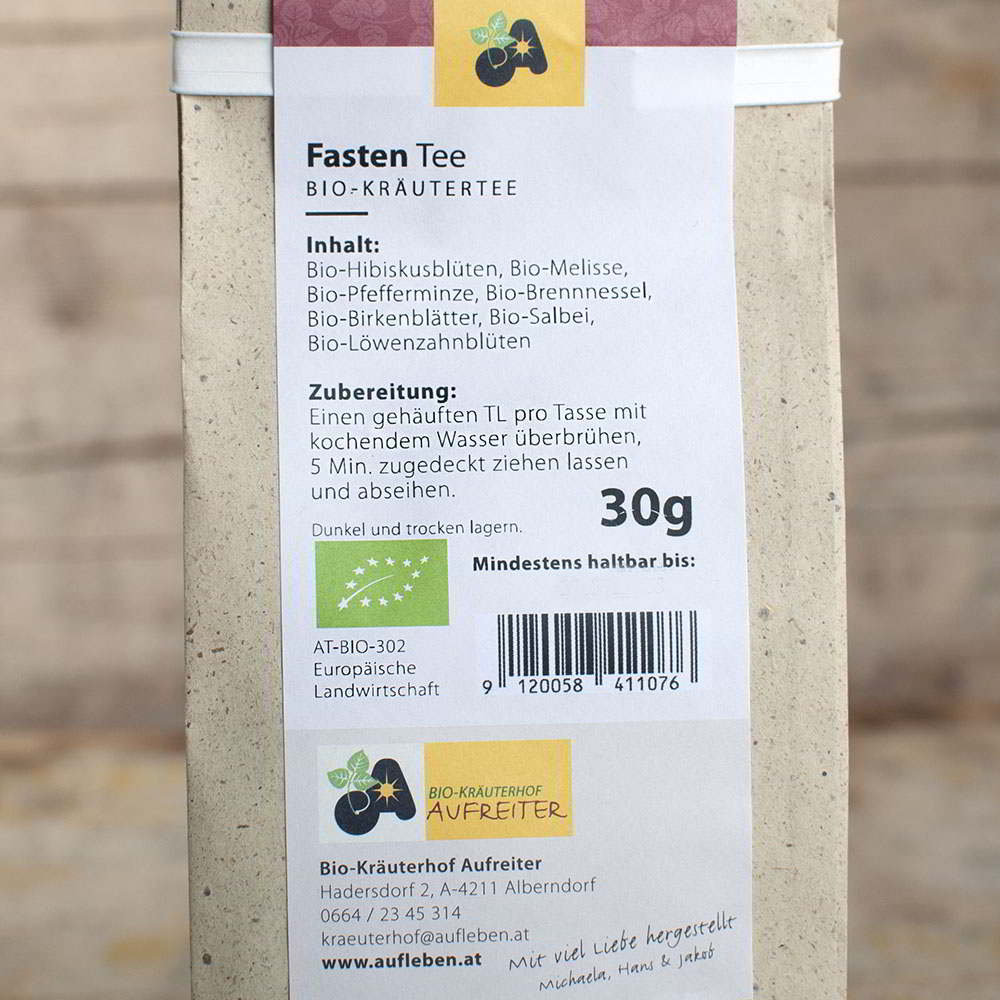 Fasten Tee
BIO-KRÄUTERTEE
Inhalt:
Bio-Hibiskusblüten, Bio-Melisse,
Bio-Pfefferminze, Bio-Brennnessel,
Bio-Birkenblätter, Bio-Salbei,
Bio-Löwenzahnblüten
Zubereitung:
Einen gehäuften TL pro Tasse mit
kochendem Wasser überbrühen,
5 Min. zugedeckt ziehen lassen
und abseihen.
30g
Dunkel und trocken lagern.
Mindestens haltbar bis:
AT-BIO-302
Europäische
Landwirtschaft
9 120058 411076
BIO-KRÄUTERHOF
AUFREITER
Bio-Kräuterhof Aufreiter
Hadersdorf 2, A-4211 Alberndorf
0664 / 23 45 314
kraeuterhof@aufleben.at
www.aufleben.at
Mit viel Liebe hergestellt
Michaela, Hans & Jakob